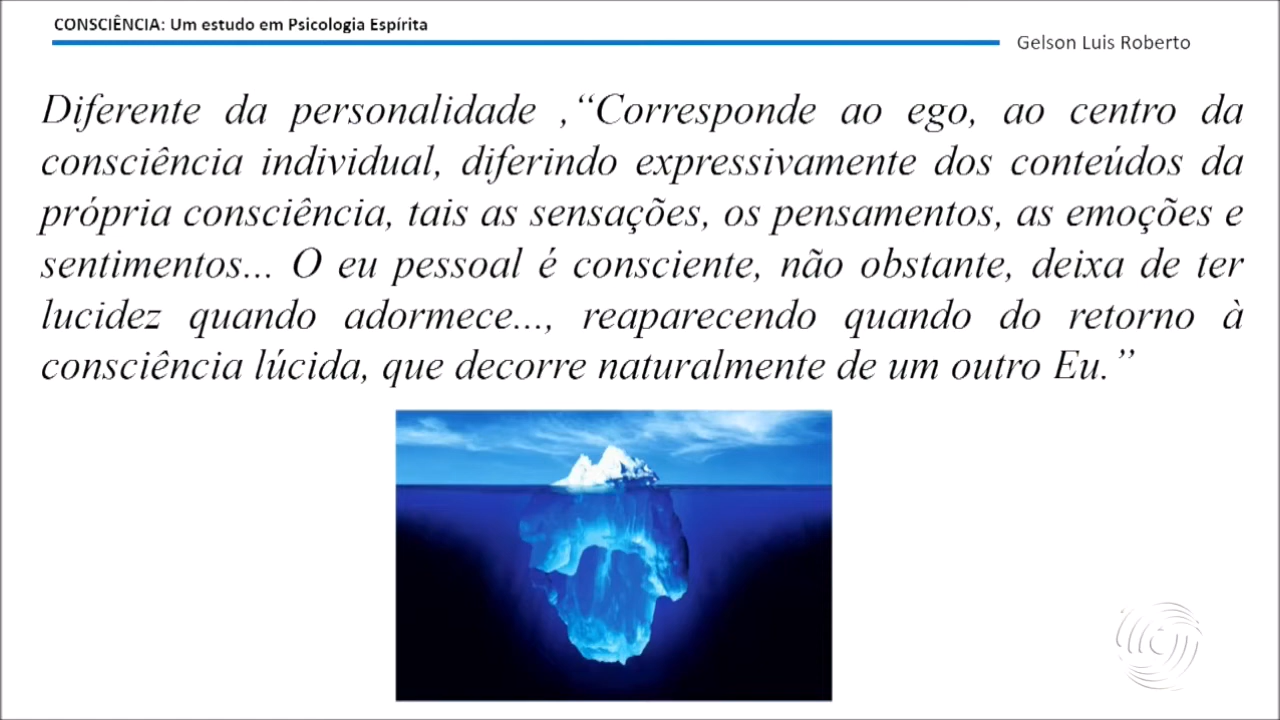 CONSCIÊNCIA: Um estudo em Psicologia Espírita
Gelson Luis Roberto
Diferente da personalidade ,“Corresponde ao ego, ao centro da
consciência individual, diferindo expressivamente dos conteúdos da
própria consciência, tais as sensações, os pensamentos, as emoções e
sentimentos... O eu pessoal é consciente, não obstante, deixa de ter
lucidez quando adormece..., reaparecendo quando do retorno à
consciência lúcida, que decorre naturalmente de um outro Eu.”